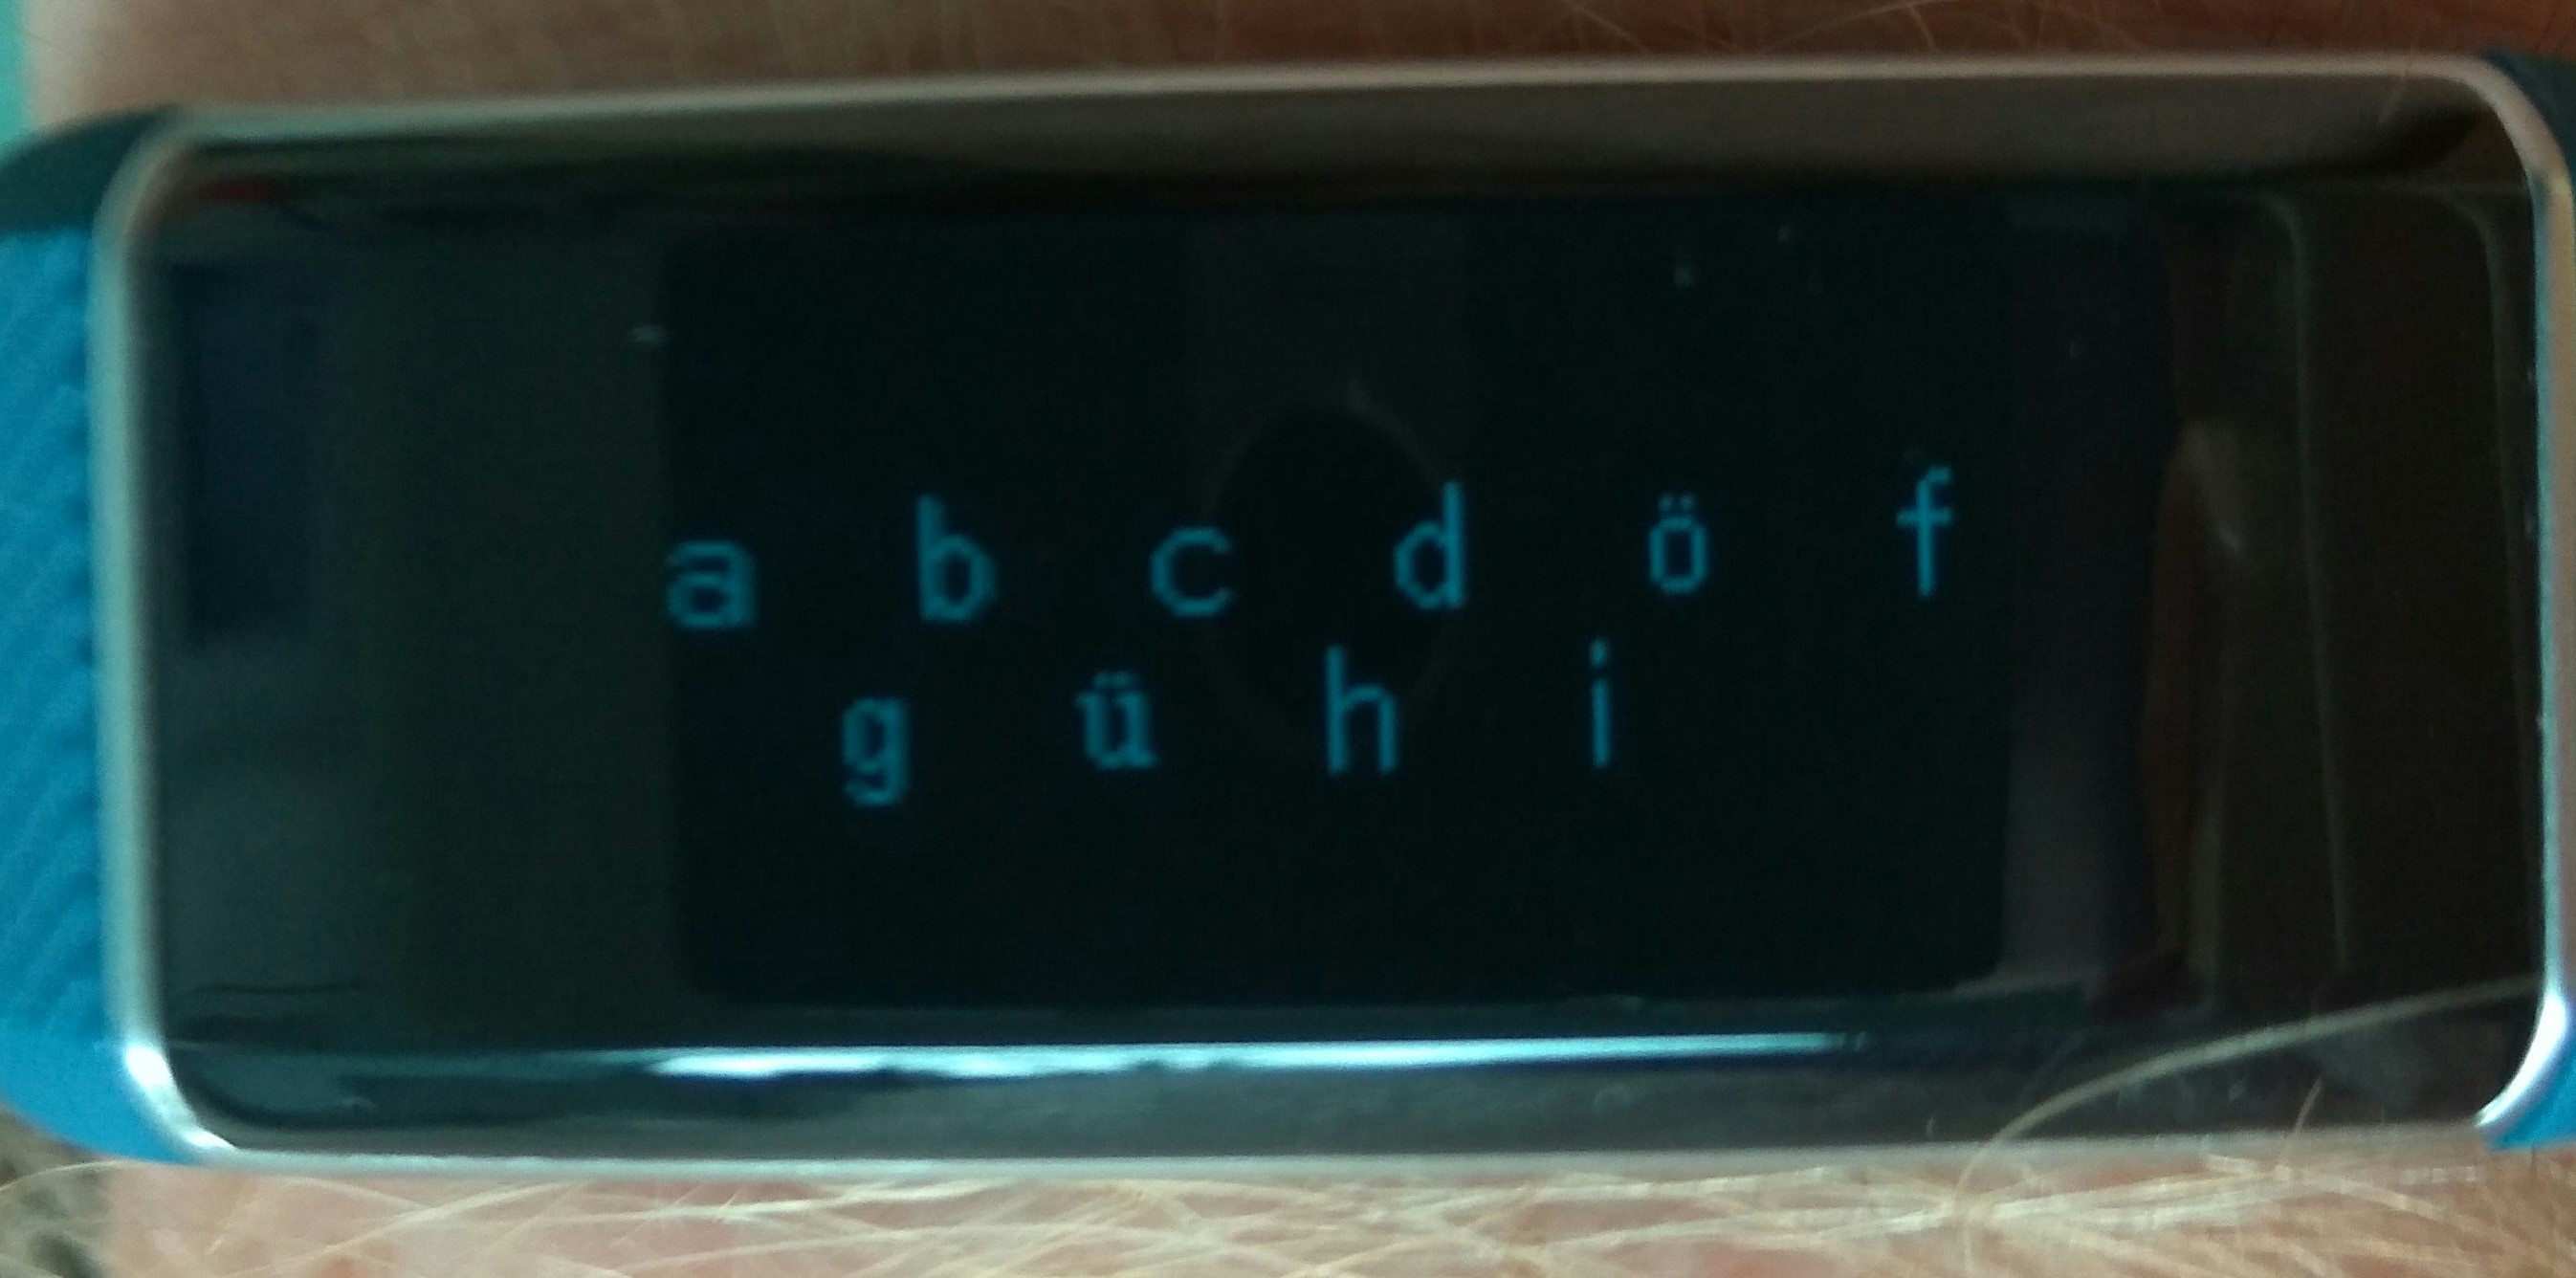 a b c d ö f
g ü h i